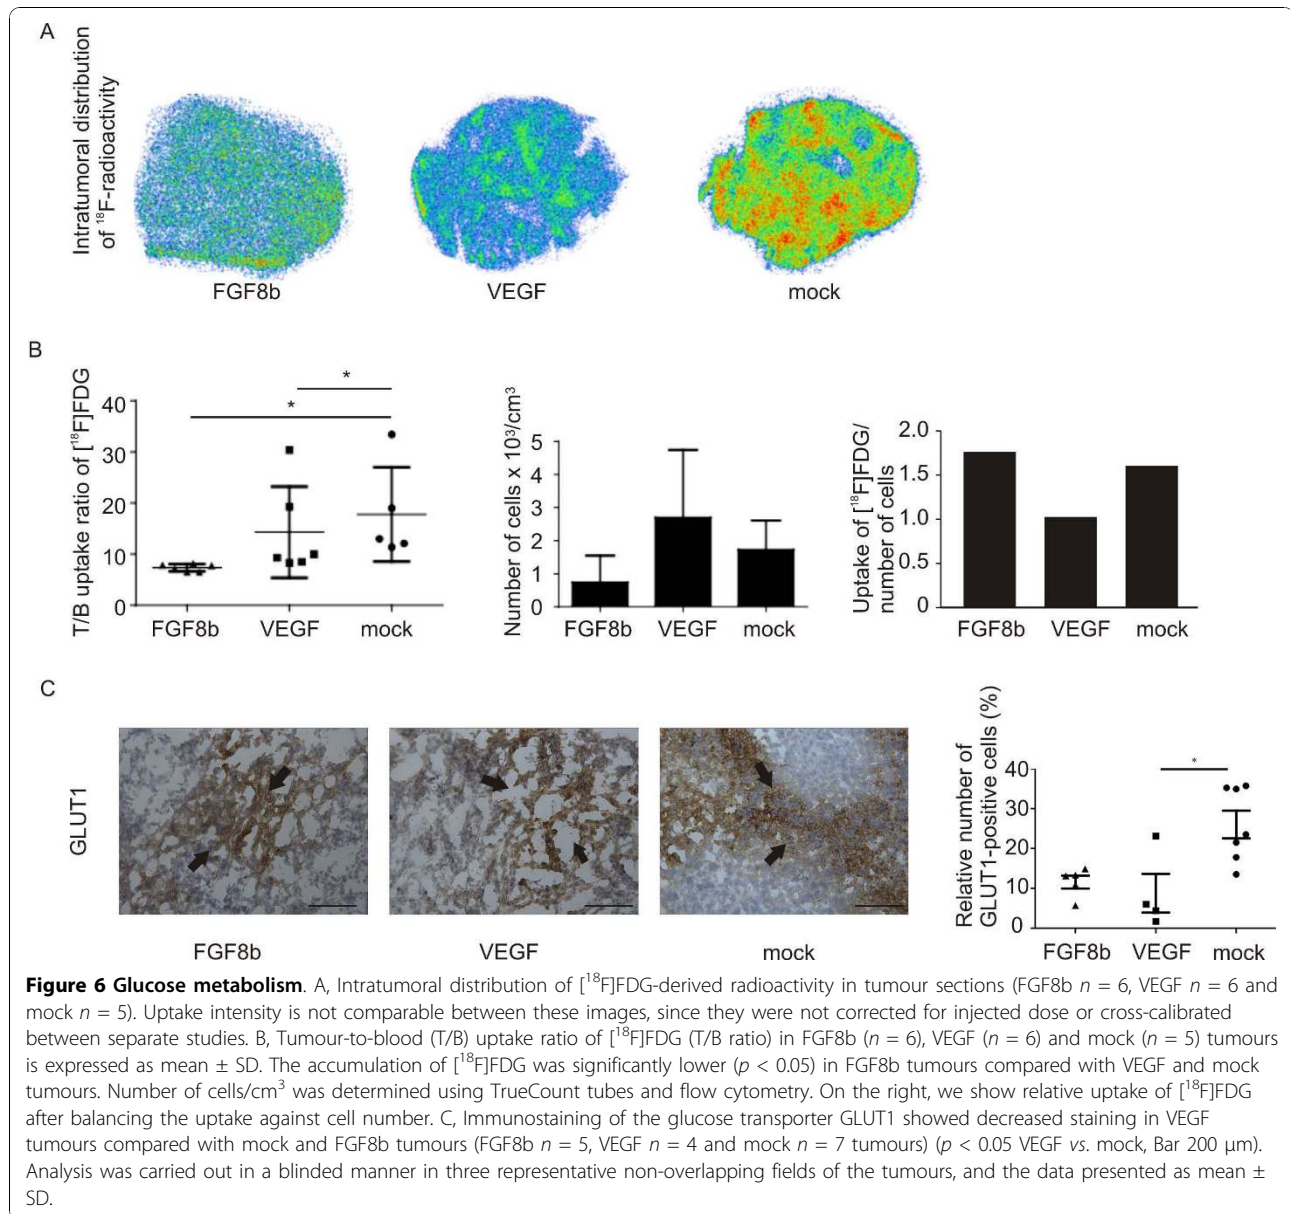 A
Intratumoral distribution
of ¹⁸F-radioactivity
FGF8b
VEGF
mock
B
T/B uptake ratio of [¹⁸F]FDG
40
30
20
10
0
*
*
FGF8b
VEGF
mock
Number of cells x 10³/cm³
5
4
3
2
1
0
FGF8b
VEGF
mock
Uptake of [¹⁸F]FDG/
number of cells
2.0
1.5
1.0
0.5
0
FGF8b
VEGF
mock
C
GLUT1
FGF8b
VEGF
mock
Relative number of
GLUT1-positive cells (%)
40
30
20
10
0
*
FGF8b
VEGF
mock
Figure 6 Glucose metabolism. A, Intratumoral distribution of [¹⁸F]FDG-derived radioactivity in tumour sections (FGF8b n = 6, VEGF n = 6 and
mock n = 5). Uptake intensity is not comparable between these images, since they were not corrected for injected dose or cross-calibrated
between separate studies. B, Tumour-to-blood (T/B) uptake ratio of [¹⁸F]FDG (T/B ratio) in FGF8b (n = 6), VEGF (n = 6) and mock (n = 5) tumours
is expressed as mean ± SD. The accumulation of [¹⁸F]FDG was significantly lower (p < 0.05) in FGF8b tumours compared with VEGF and mock
tumours. Number of cells/cm³ was determined using TrueCount tubes and flow cytometry. On the right, we show relative uptake of [¹⁸F]FDG
after balancing the uptake against cell number. C, Immunostaining of the glucose transporter GLUT1 showed decreased staining in VEGF
tumours compared with mock and FGF8b tumours (FGF8b n = 5, VEGF n = 4 and mock n = 7 tumours) (p < 0.05 VEGF vs. mock, Bar 200 μm).
Analysis was carried out in a blinded manner in three representative non-overlapping fields of the tumours, and the data presented as mean ±
SD.